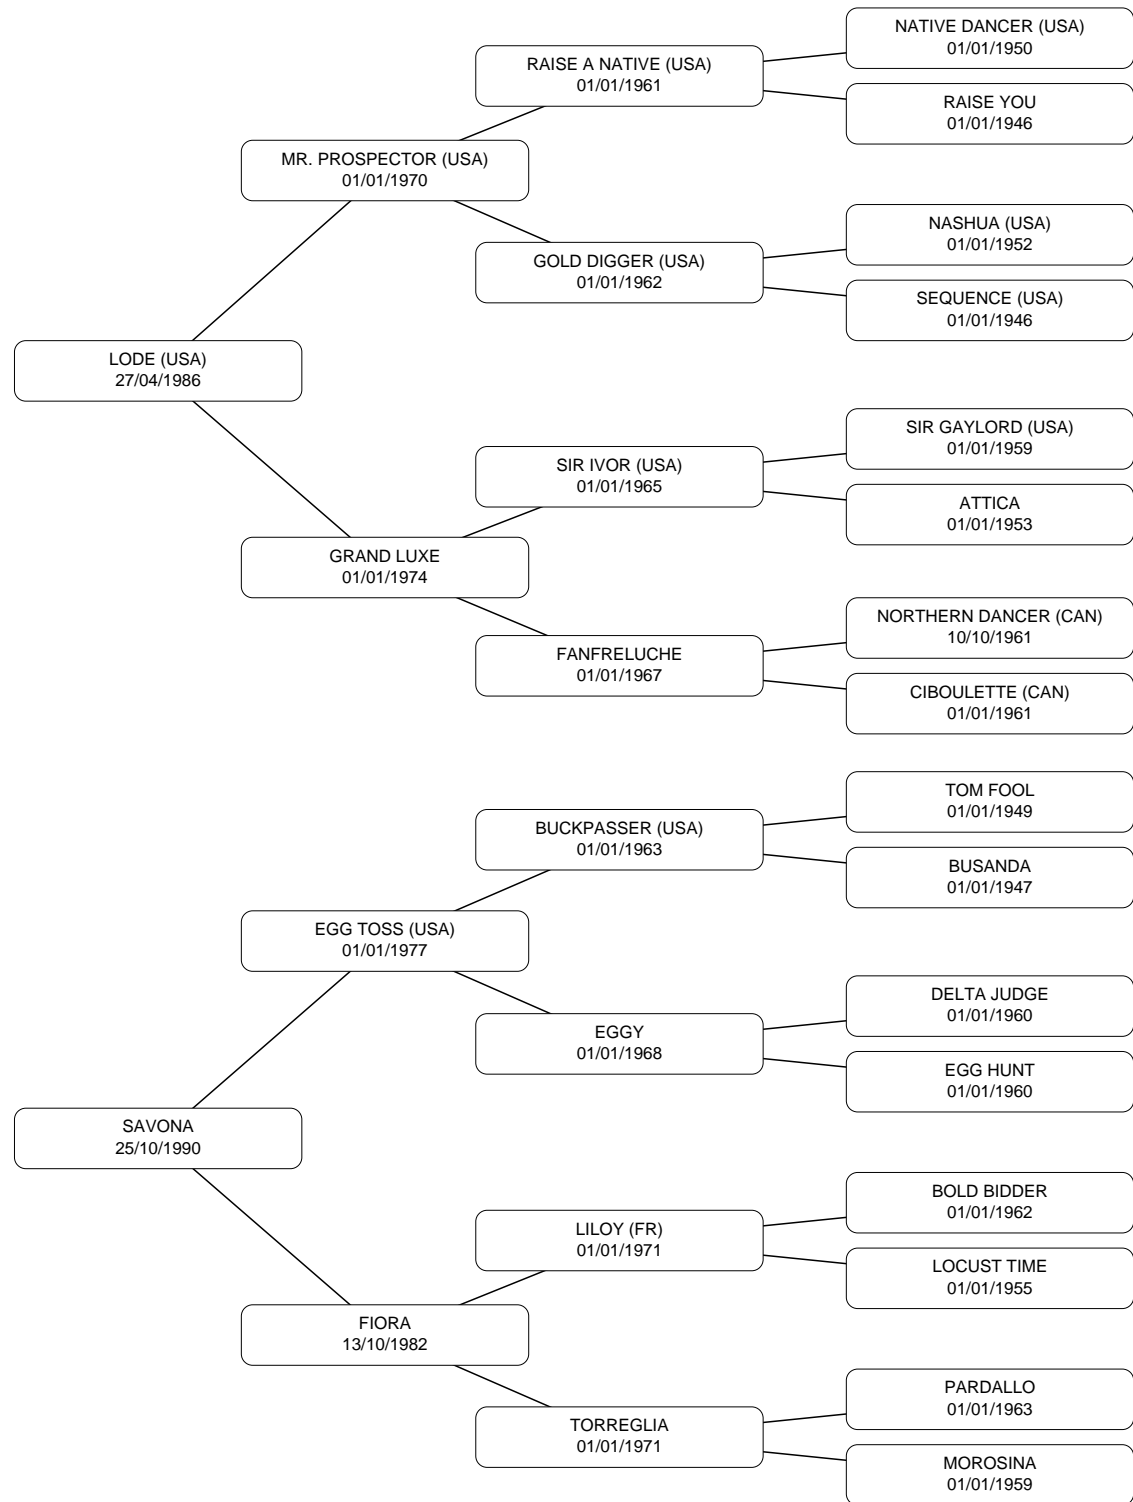 NATIVE DANCER (USA)
01/01/1950
RAISE A NATIVE (USA)
01/01/1961
RAISE YOU
01/01/1946
MR. PROSPECTOR (USA)
01/01/1970
NASHUA (USA)
01/01/1952
GOLD DIGGER (USA)
01/01/1962
SEQUENCE (USA)
01/01/1946
LODE (USA)
27/04/1986
SIR GAYLORD (USA)
01/01/1959
SIR IVOR (USA)
01/01/1965
ATTICA
01/01/1953
GRAND LUXE
01/01/1974
NORTHERN DANCER (CAN)
10/10/1961
FANFRELUCHE
01/01/1967
CIBOULETTE (CAN)
01/01/1961
TOM FOOL
01/01/1949
BUCKPASSER (USA)
01/01/1963
BUSANDA
01/01/1947
EGG TOSS (USA)
01/01/1977
DELTA JUDGE
01/01/1960
EGGY
01/01/1968
EGG HUNT
01/01/1960
SAVONA
25/10/1990
BOLD BIDDER
01/01/1962
LILOY (FR)
01/01/1971
LOCUST TIME
01/01/1955
FIORA
13/10/1982
PARDALLO
01/01/1963
TORREGLIA
01/01/1971
MOROSINA
01/01/1959